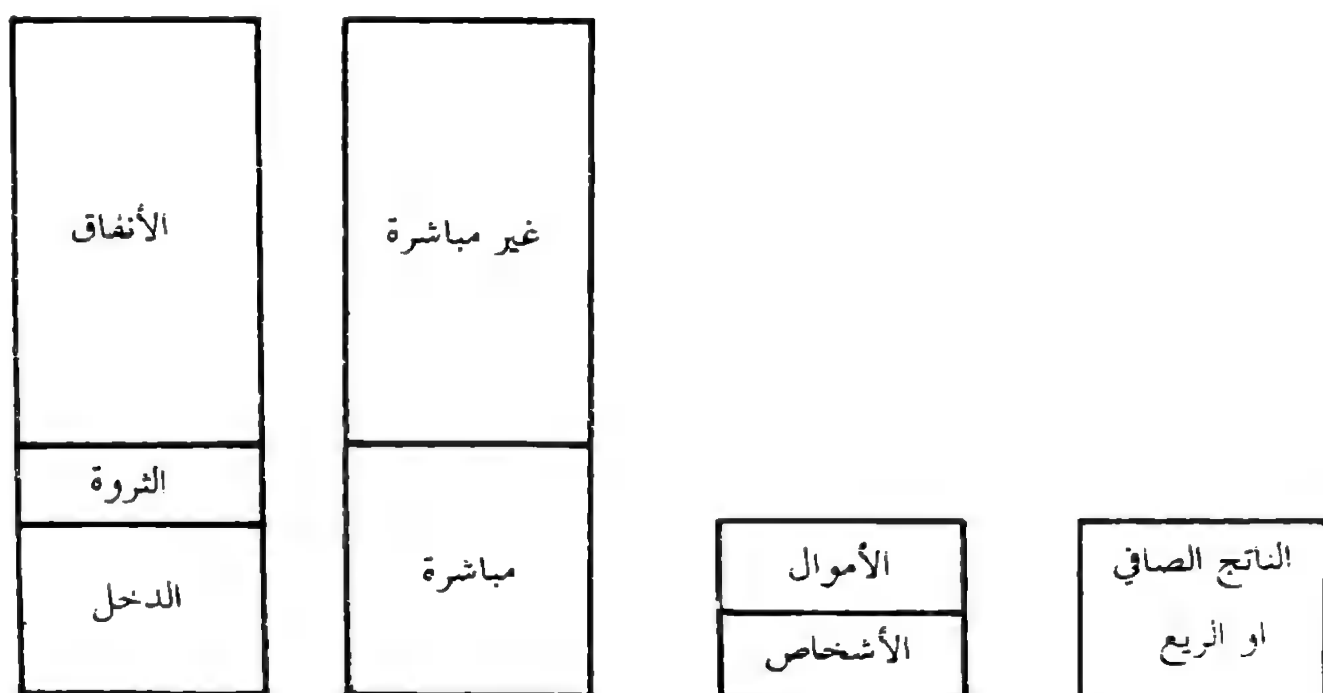 الأنفاق
الثروة
الدخل
غير مباشرة
مباشرة
الأموال
الأشخاص
الناتج الصافي
او الريع